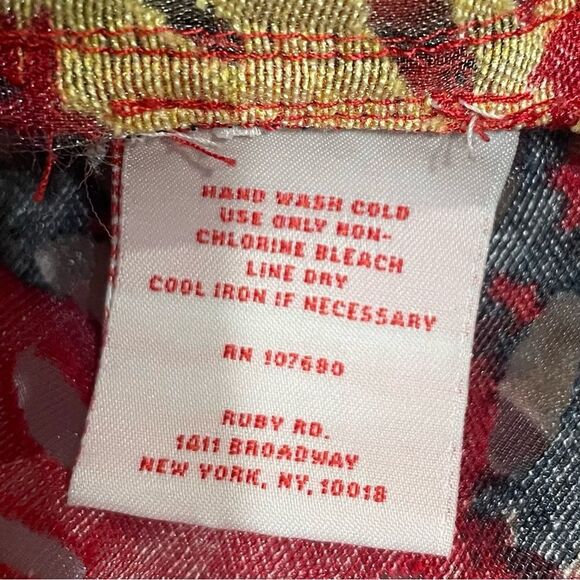 HAND WASH COLD
USE ONLY NON-
CHLORINE BLEACH
LINE DRY
COOL IRON IF NECESSARY
RN 107690
RUBY RD.
1411 BROADWAY
NEW YORK, NY, 10018